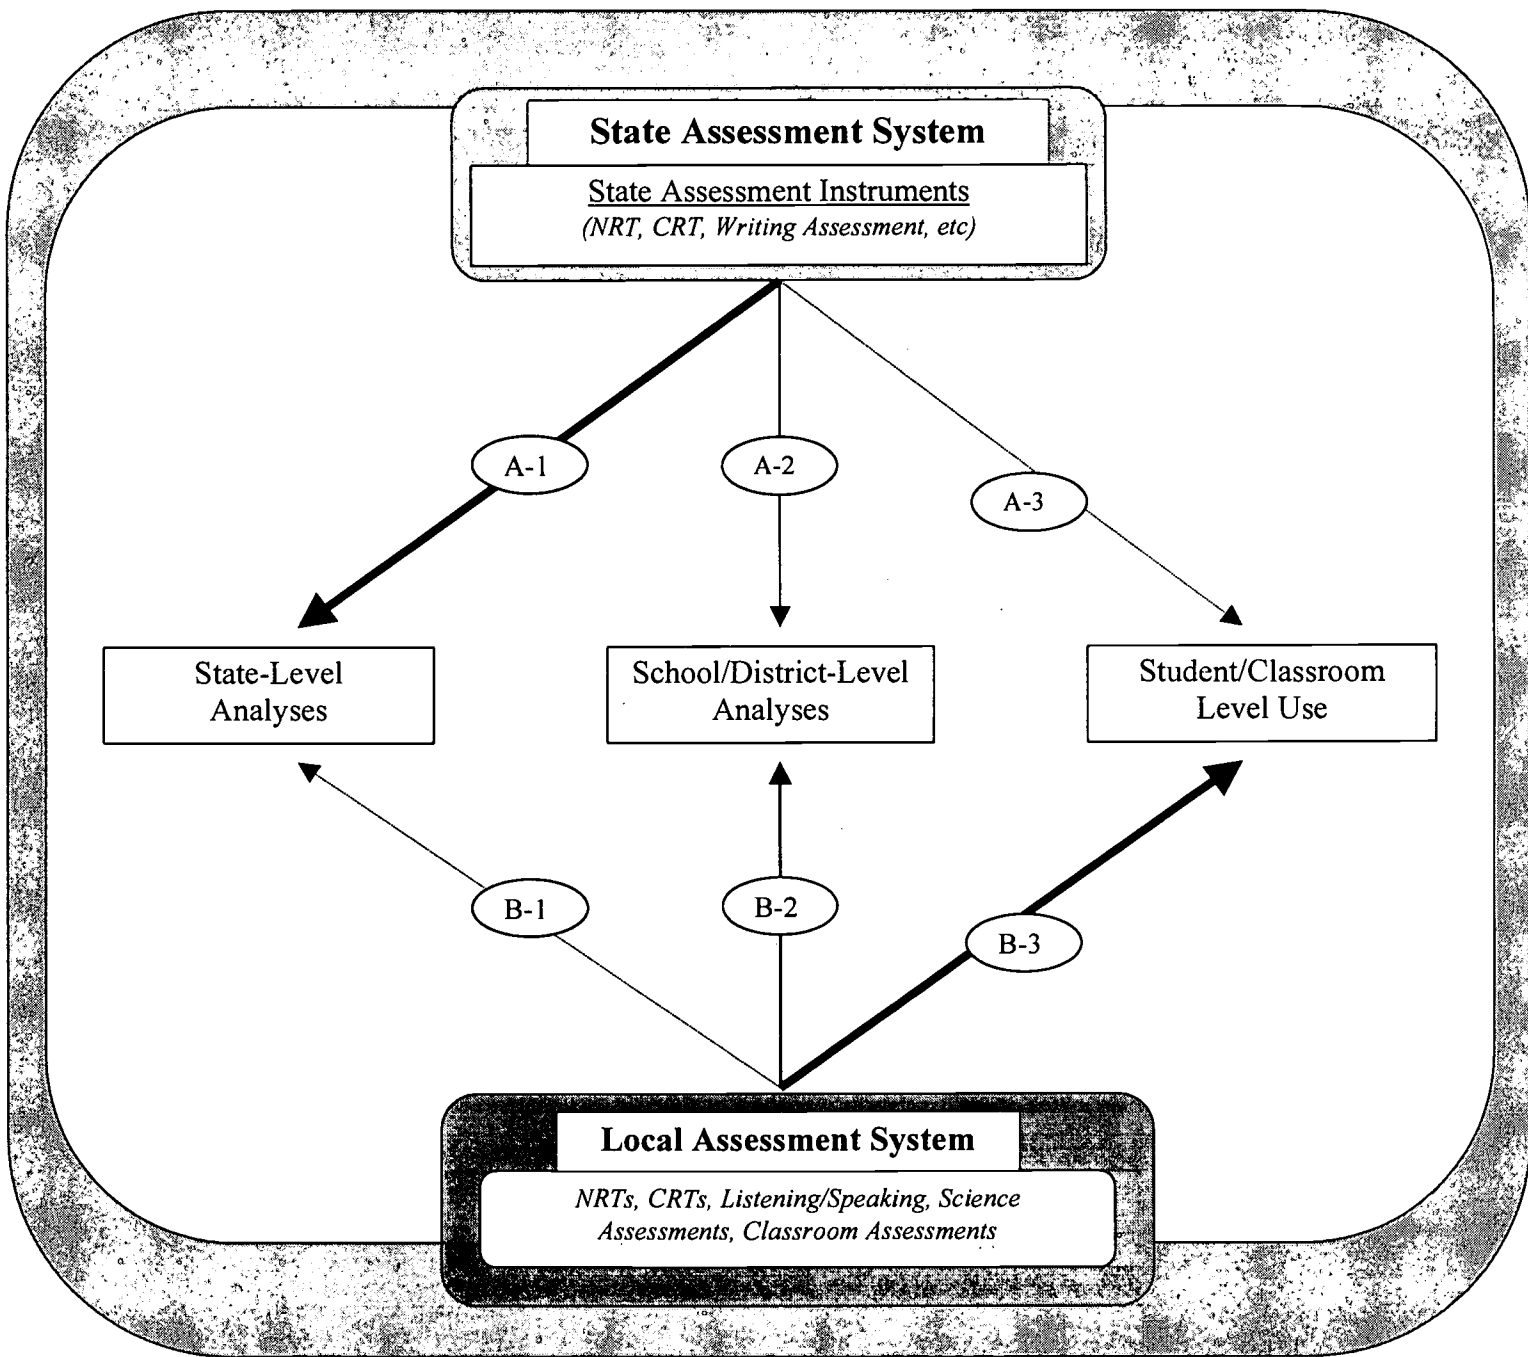 State Assessment System
State Assessment Instruments
(NRT, CRT, Writing Assessment, etc)
A-1
A-2
A-3
State-Level
Analyses
School/District-Level
Analyses
Student/Classroom
Level Use
B-1
B-2
B-3
Local Assessment System
NRTs, CRTs, Listening/Speaking, Science
Assessments, Classroom Assessments